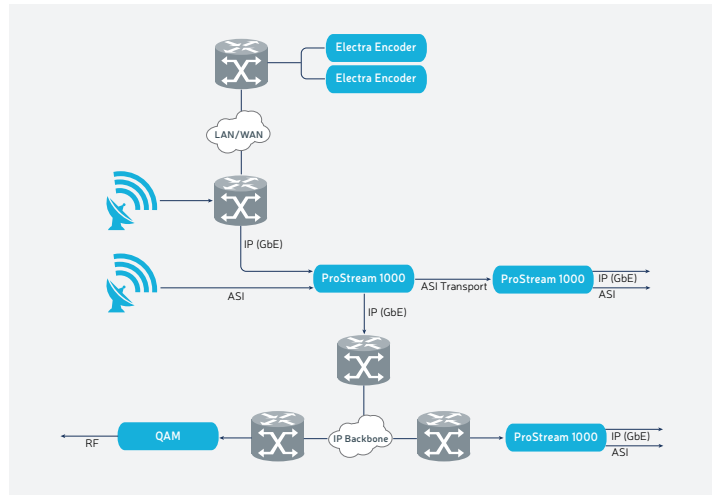 Electra Encoder
Electra Encoder
LAN/WAN
IP (GbE)
ProStream 1000
ASI
ASI Transport
ProStream 1000
IP (GbE)
ASI
IP (GbE)
RF
QAM
IP Backbone
ProStream 1000
IP (GbE)
ASI